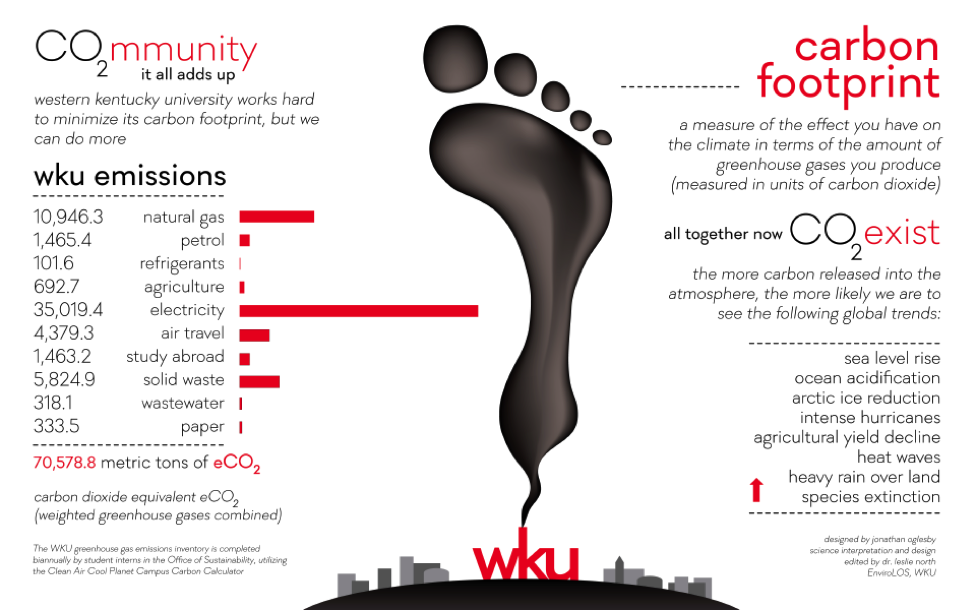 CO2mmunity
it all adds up
western kentucky university works hard
to minimize its carbon footprint, but we
can do more
wku emissions
10,946.3 natural gas
1,465.4 petrol
101.6 refrigerants
692.7 agriculture
35,019.4 electricity
4,379.3 air travel
1,463.2 study abroad
5,824.9 solid waste
318.1 wastewater
333.5 paper
70,578.8 metric tons of eCO2
carbon dioxide equivalent eCO2
(weighted greenhouse gases combined)
The WKU greenhouse gas emissions inventory is completed
biannually by student interns in the Office of Sustainability, utilizing
the Clean Air Cool Planet Campus Carbon Calculator
wku
carbon
footprint
a measure of the effect you have on
the climate in terms of the amount of
greenhouse gases you produce
(measured in units of carbon dioxide)
all together now CO2exist
the more carbon released into the
atmosphere, the more likely we are to
see the following global trends:
sea level rise
ocean acidification
arctic ice reduction
intense hurricanes
agricultural yield decline
heat waves
heavy rain over land
species extinction
designed by jonathan oglesby
science interpretation and design
edited by dr. leslie north
EnviroLOS, WKU